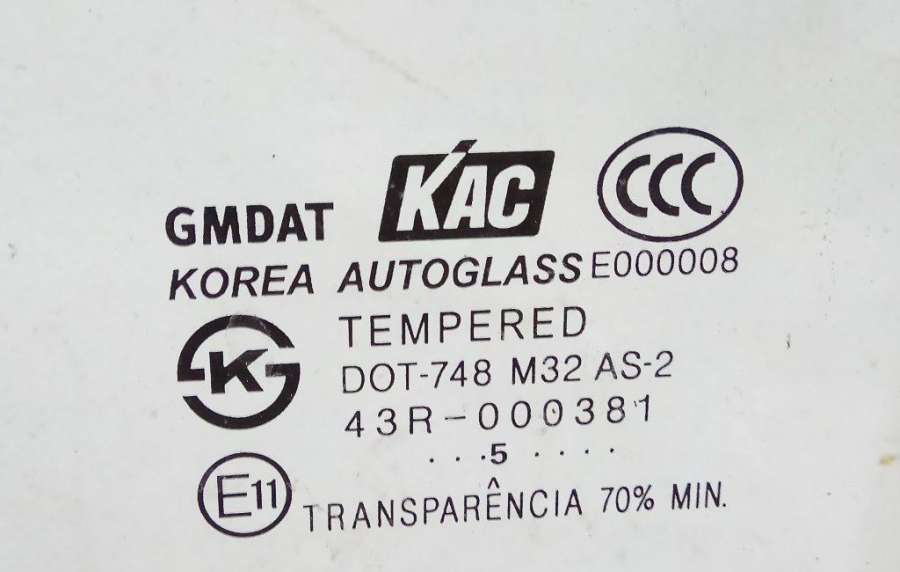 GMDAT KAC CCC
KOREA AUTOGLASS E000008
K TEMPERED
DOT-748 M32 AS-2
43R-000381
. . .5 . . . .
E11 TRANSPARÊNCIA 70% MIN.